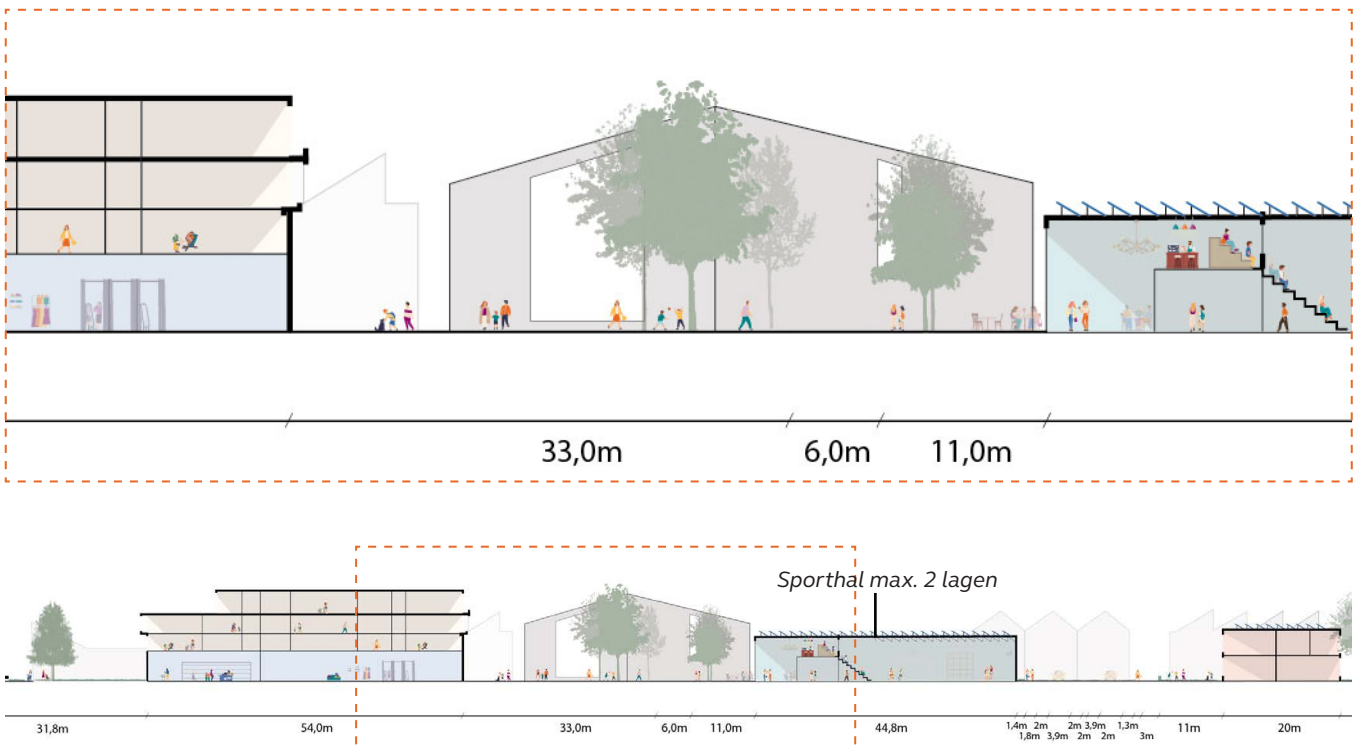 33,0m 6,0m 11,0m
Sporthal max. 2 lagen
31,8m 54,0m 33,0m 6,0m 11,0m 44,8m 1,4m 2m 2m 3,9m 1,3m 11m 20m
1,8m 3,9m 2m 2m 3m